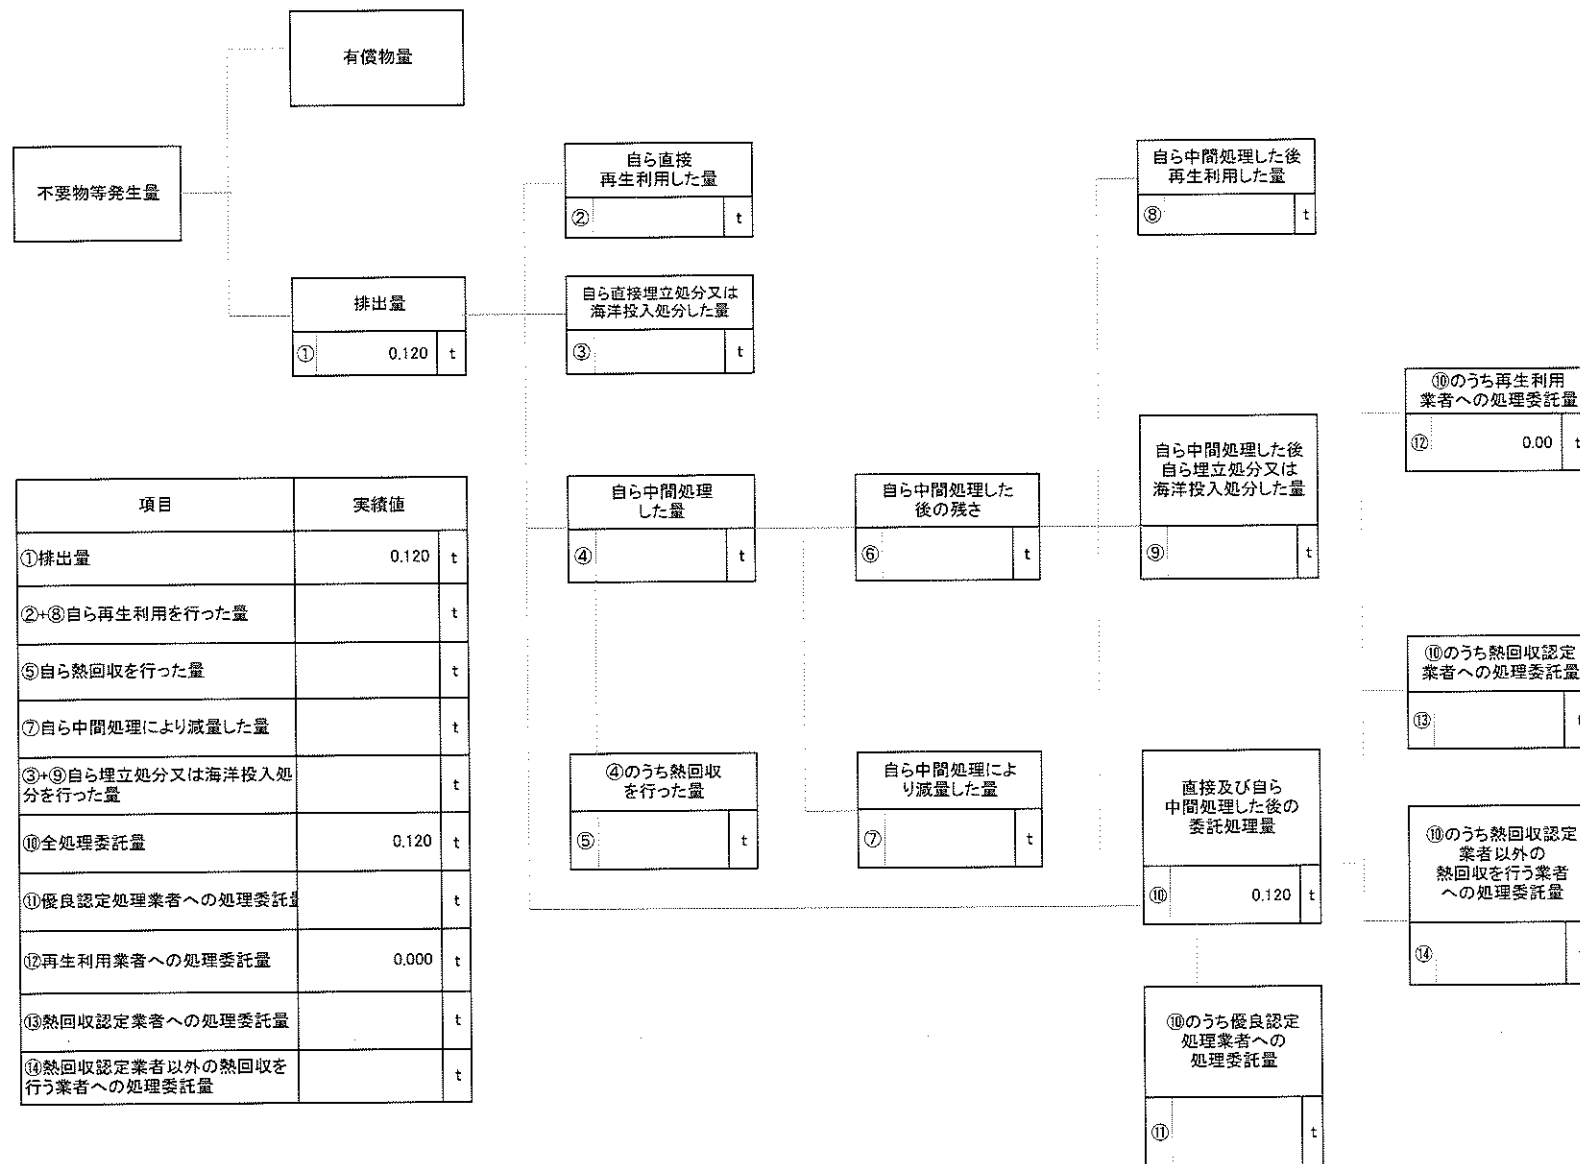 有償物量
不要物等発生量
排出量
① 0.120 t
自ら直接
再生利用した量
② t
自ら直接埋立処分又は
海洋投入処分した量
③ t
自ら中間処理
した量
④ t
④のうち熱回収
を行った量
⑤ t
自ら中間処理した
後の残さ
⑥ t
自ら中間処理によ
り減量した量
⑦ t
自ら中間処理した後
再生利用した量
⑧ t
自ら中間処理した後
自ら埋立処分又は
海洋投入処分した量
⑨ t
直接及び自ら
中間処理した後の
委託処理量
⑩ 0.120 t
⑩のうち優良認定
処理業者への
処理委託量
⑪ t
⑩のうち再生利用
業者への処理委託量
⑫ 0.00 t
⑩のうち熱回収認定
業者への処理委託量
⑬ t
⑩のうち熱回収認定
業者以外の
熱回収を行う業者
への処理委託量
⑭
項目 実績値
①排出量 0.120 t
②+⑧自ら再生利用を行った量 t
⑤自ら熱回収を行った量 t
⑦自ら中間処理により減量した量 t
③+⑨自ら埋立処分又は海洋投入処
分を行った量 t
⑩全処理委託量 0.120 t
⑪優良認定処理業者への処理委託量 t
⑫再生利用業者への処理委託量 0.000 t
⑬熱回収認定業者への処理委託量 t
⑭熱回収認定業者以外の熱回収を
行う業者への処理委託量 t